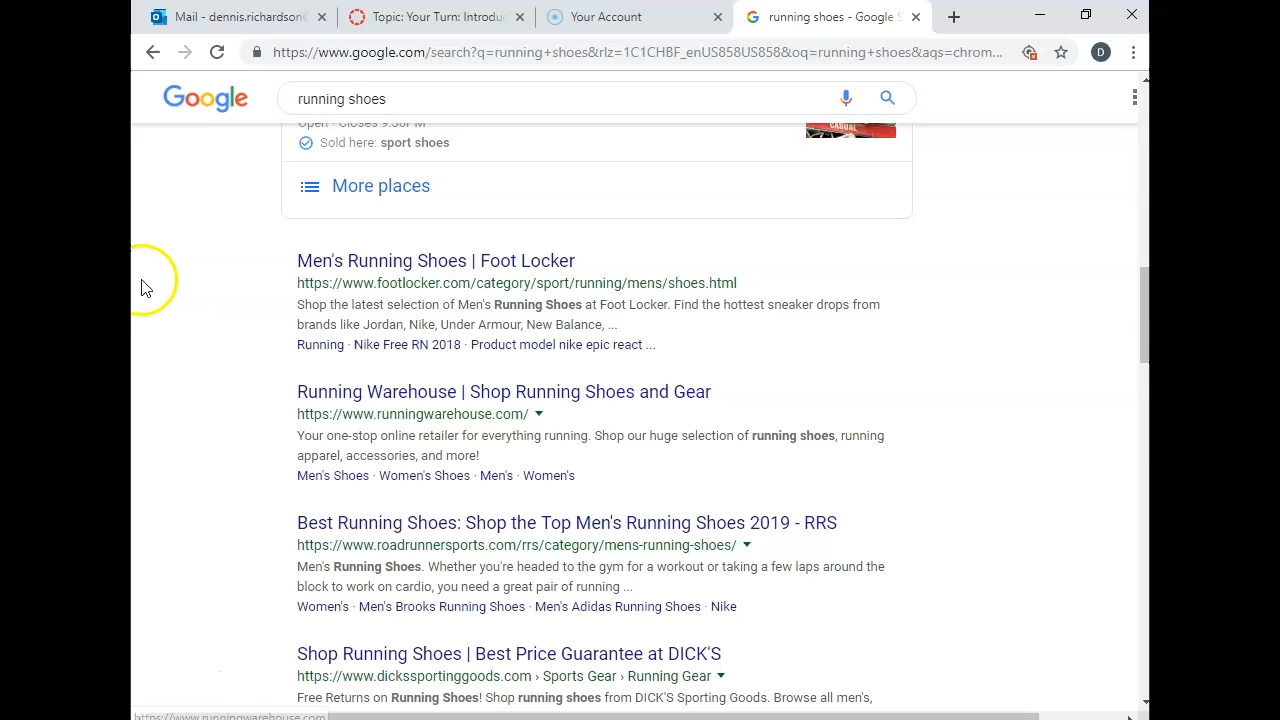 Mail - dennis.richardson@
Topic: Your Turn: Introduc
Your Account
running shoes - Google S
https://www.google.com/search?q=running+shoes&rlz=1C1CHBF_enUS858US858&oq=running+shoes&aqs=chrom...
D
Google
running shoes
Open · Closes 9:30PM
Sold here: sport shoes
CASUAL
More places
Men's Running Shoes | Foot Locker
https://www.footlocker.com/category/sport/running/mens/shoes.html
Shop the latest selection of Men's Running Shoes at Foot Locker. Find the hottest sneaker drops from
brands like Jordan, Nike, Under Armour, New Balance, ...
Running · Nike Free RN 2018 · Product model nike epic react ...
Running Warehouse | Shop Running Shoes and Gear
https://www.runningwarehouse.com/
Your one-stop online retailer for everything running. Shop our huge selection of running shoes, running
apparel, accessories, and more!
Men's Shoes · Women's Shoes · Men's · Women's
Best Running Shoes: Shop the Top Men's Running Shoes 2019 - RRS
https://www.roadrunnersports.com/rrs/category/mens-running-shoes/
Men's Running Shoes. Whether you're headed to the gym for a workout or taking a few laps around the
block to work on cardio, you need a great pair of running ...
Women's · Men's Brooks Running Shoes · Men's Adidas Running Shoes · Nike
Shop Running Shoes | Best Price Guarantee at DICK'S
https://www.dickssportinggoods.com › Sports Gear › Running Gear
Free Returns on Running Shoes! Shop running shoes from DICK'S Sporting Goods. Browse all men's,
https://www.runningwarehouse.com